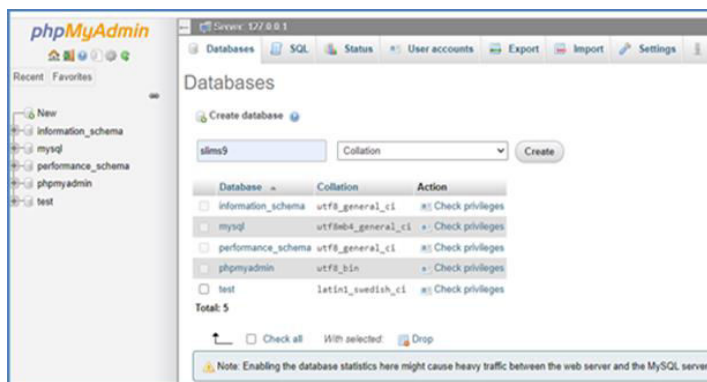 phpMyAdmin
Recent Favorites
New
information_schema
mysql
performance_schema
phpmyadmin
test
Server: 127.0.0.1
Databases SQL Status User accounts Export Import Settings
Databases
Create database
slims9 Collation Create
Database Collation Action
information_schema utf8_general_ci Check privileges
mysql utf8mb4_general_ci Check privileges
performance_schema utf8_general_ci Check privileges
phpmyadmin utf8_bin Check privileges
test latin1_swedish_ci Check privileges
Total: 5
Check all With selected: Drop
Note: Enabling the database statistics here might cause heavy traffic between the web server and the MySQL server